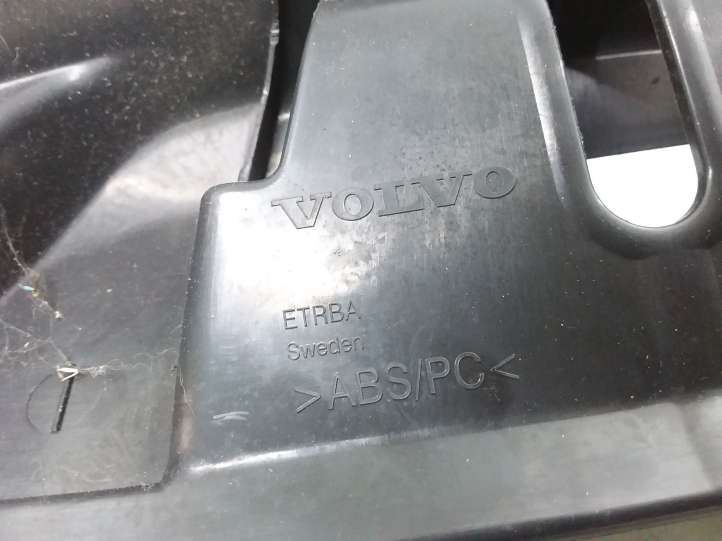 VOLVO
ETRBA
Sweden
>ABS/PC<